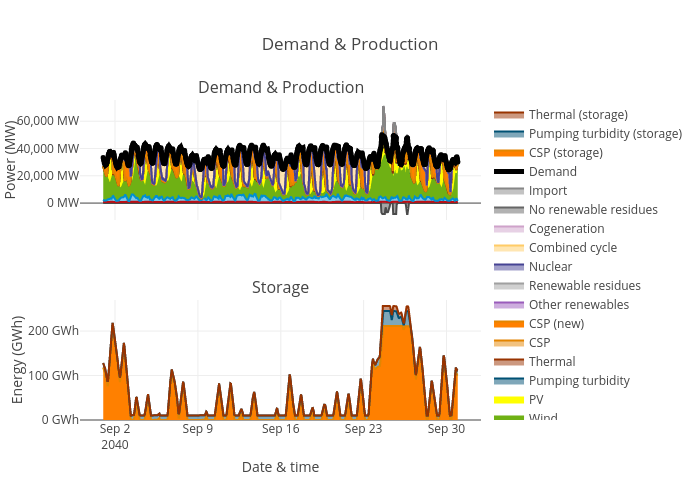 Demand & Production
Demand & Production
60,000 MW
40,000 MW
20,000 MW
0 MW
Power (MW)
Thermal (storage)
Pumping turbidity (storage)
CSP (storage)
Demand
Import
No renewable residues
Cogeneration
Combined cycle
Nuclear
Renewable residues
Other renewables
CSP (new)
CSP
Thermal
Pumping turbidity
PV
Wind
Storage
200 GWh
100 GWh
0 GWh
Energy (GWh)
Sep 2
2040
Sep 9
Sep 16
Sep 23
Sep 30
Date & time